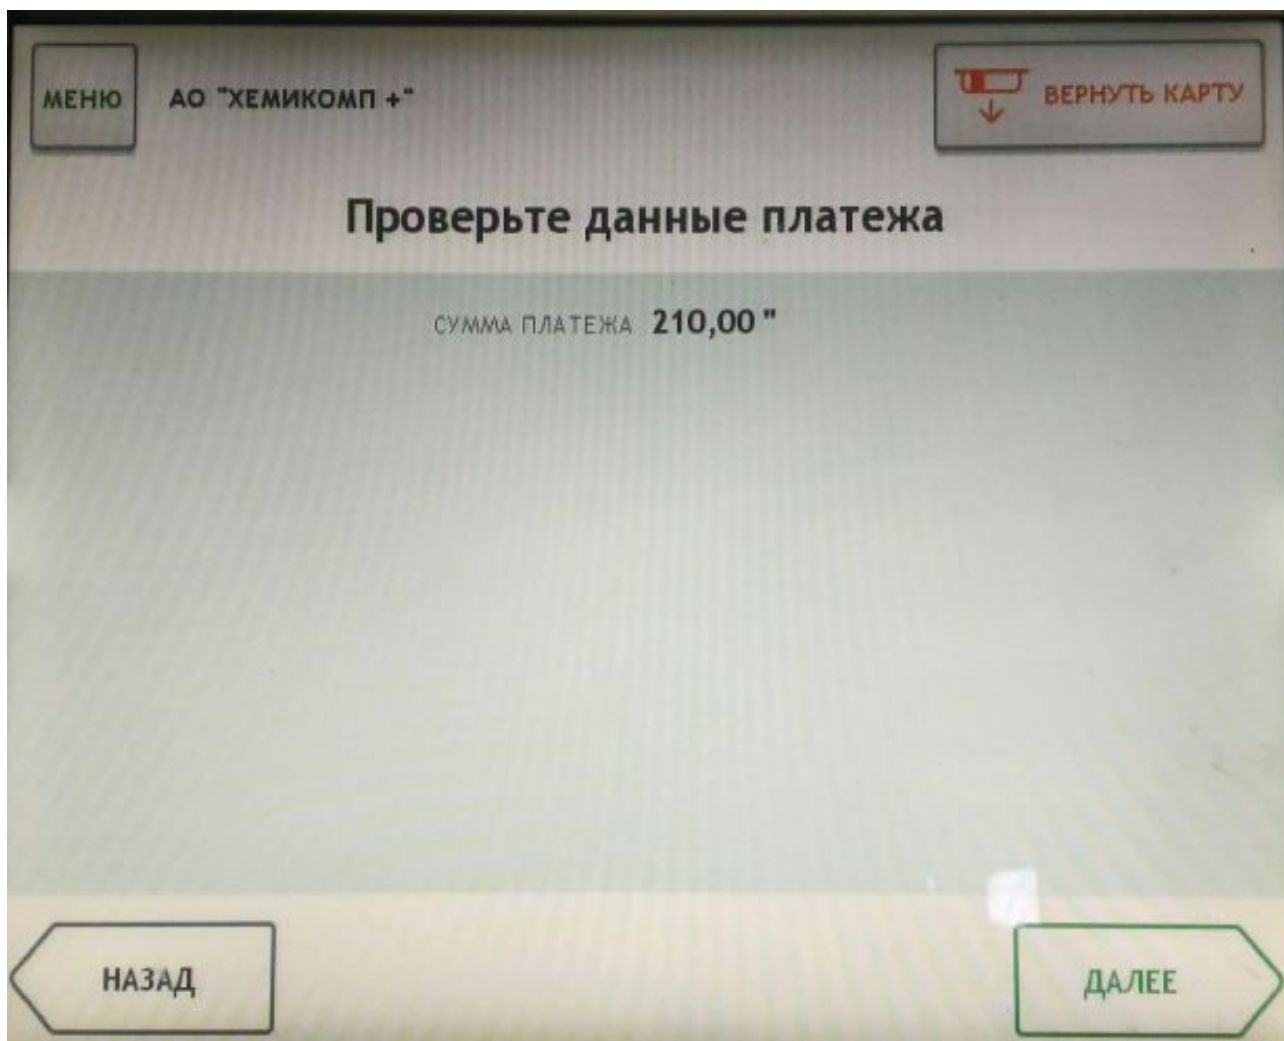 МЕНЮ АО "ХЕМИКОМП +" ВЕРНУТЬ КАРТУ
Проверьте данные платежа
СУММА ПЛАТЕЖА 210,00 "
НАЗАД ДАЛЕЕ